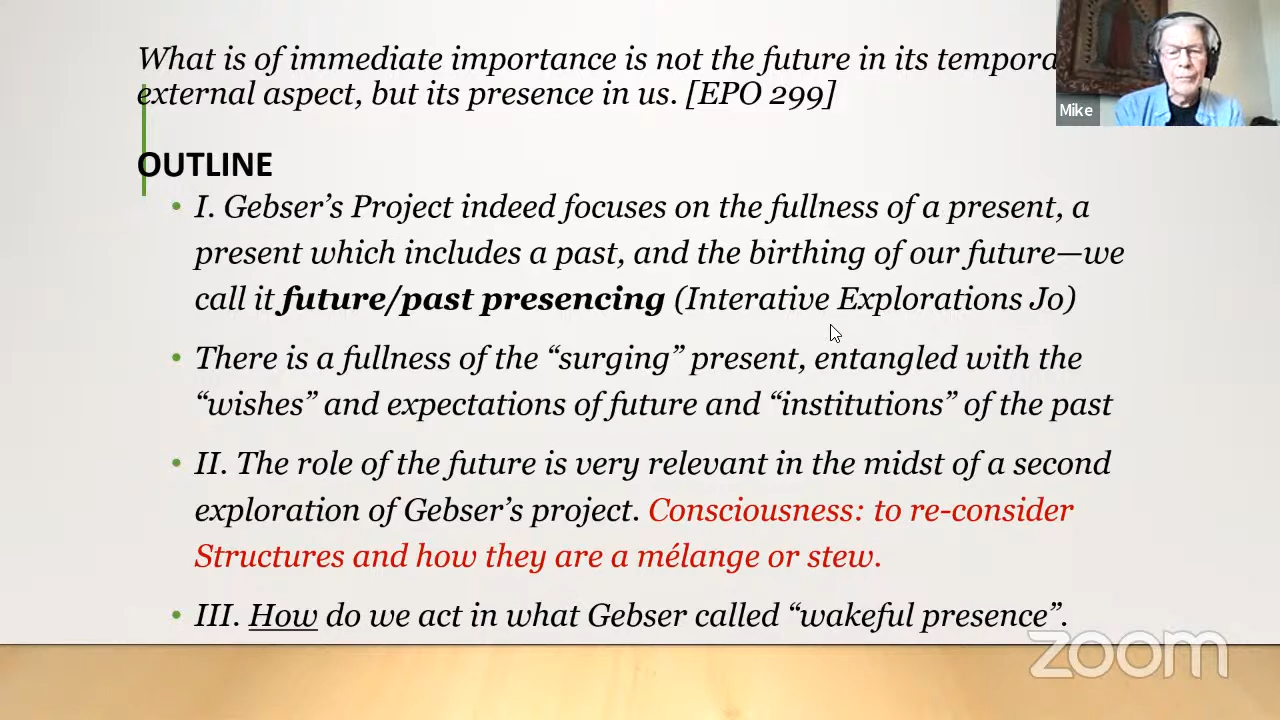 What is of immediate importance is not the future in its tempora
external aspect, but its presence in us. [EPO 299]
Mike
OUTLINE
• I. Gebser’s Project indeed focuses on the fullness of a present, a
present which includes a past, and the birthing of our future—we
call it future/past presencing (Interative Explorations Jo)
• There is a fullness of the “surging” present, entangled with the
“wishes” and expectations of future and “institutions” of the past
• II. The role of the future is very relevant in the midst of a second
exploration of Gebser’s project. Consciousness: to re-consider
Structures and how they are a mélange or stew.
• III. How do we act in what Gebser called “wakeful presence”.
zoom